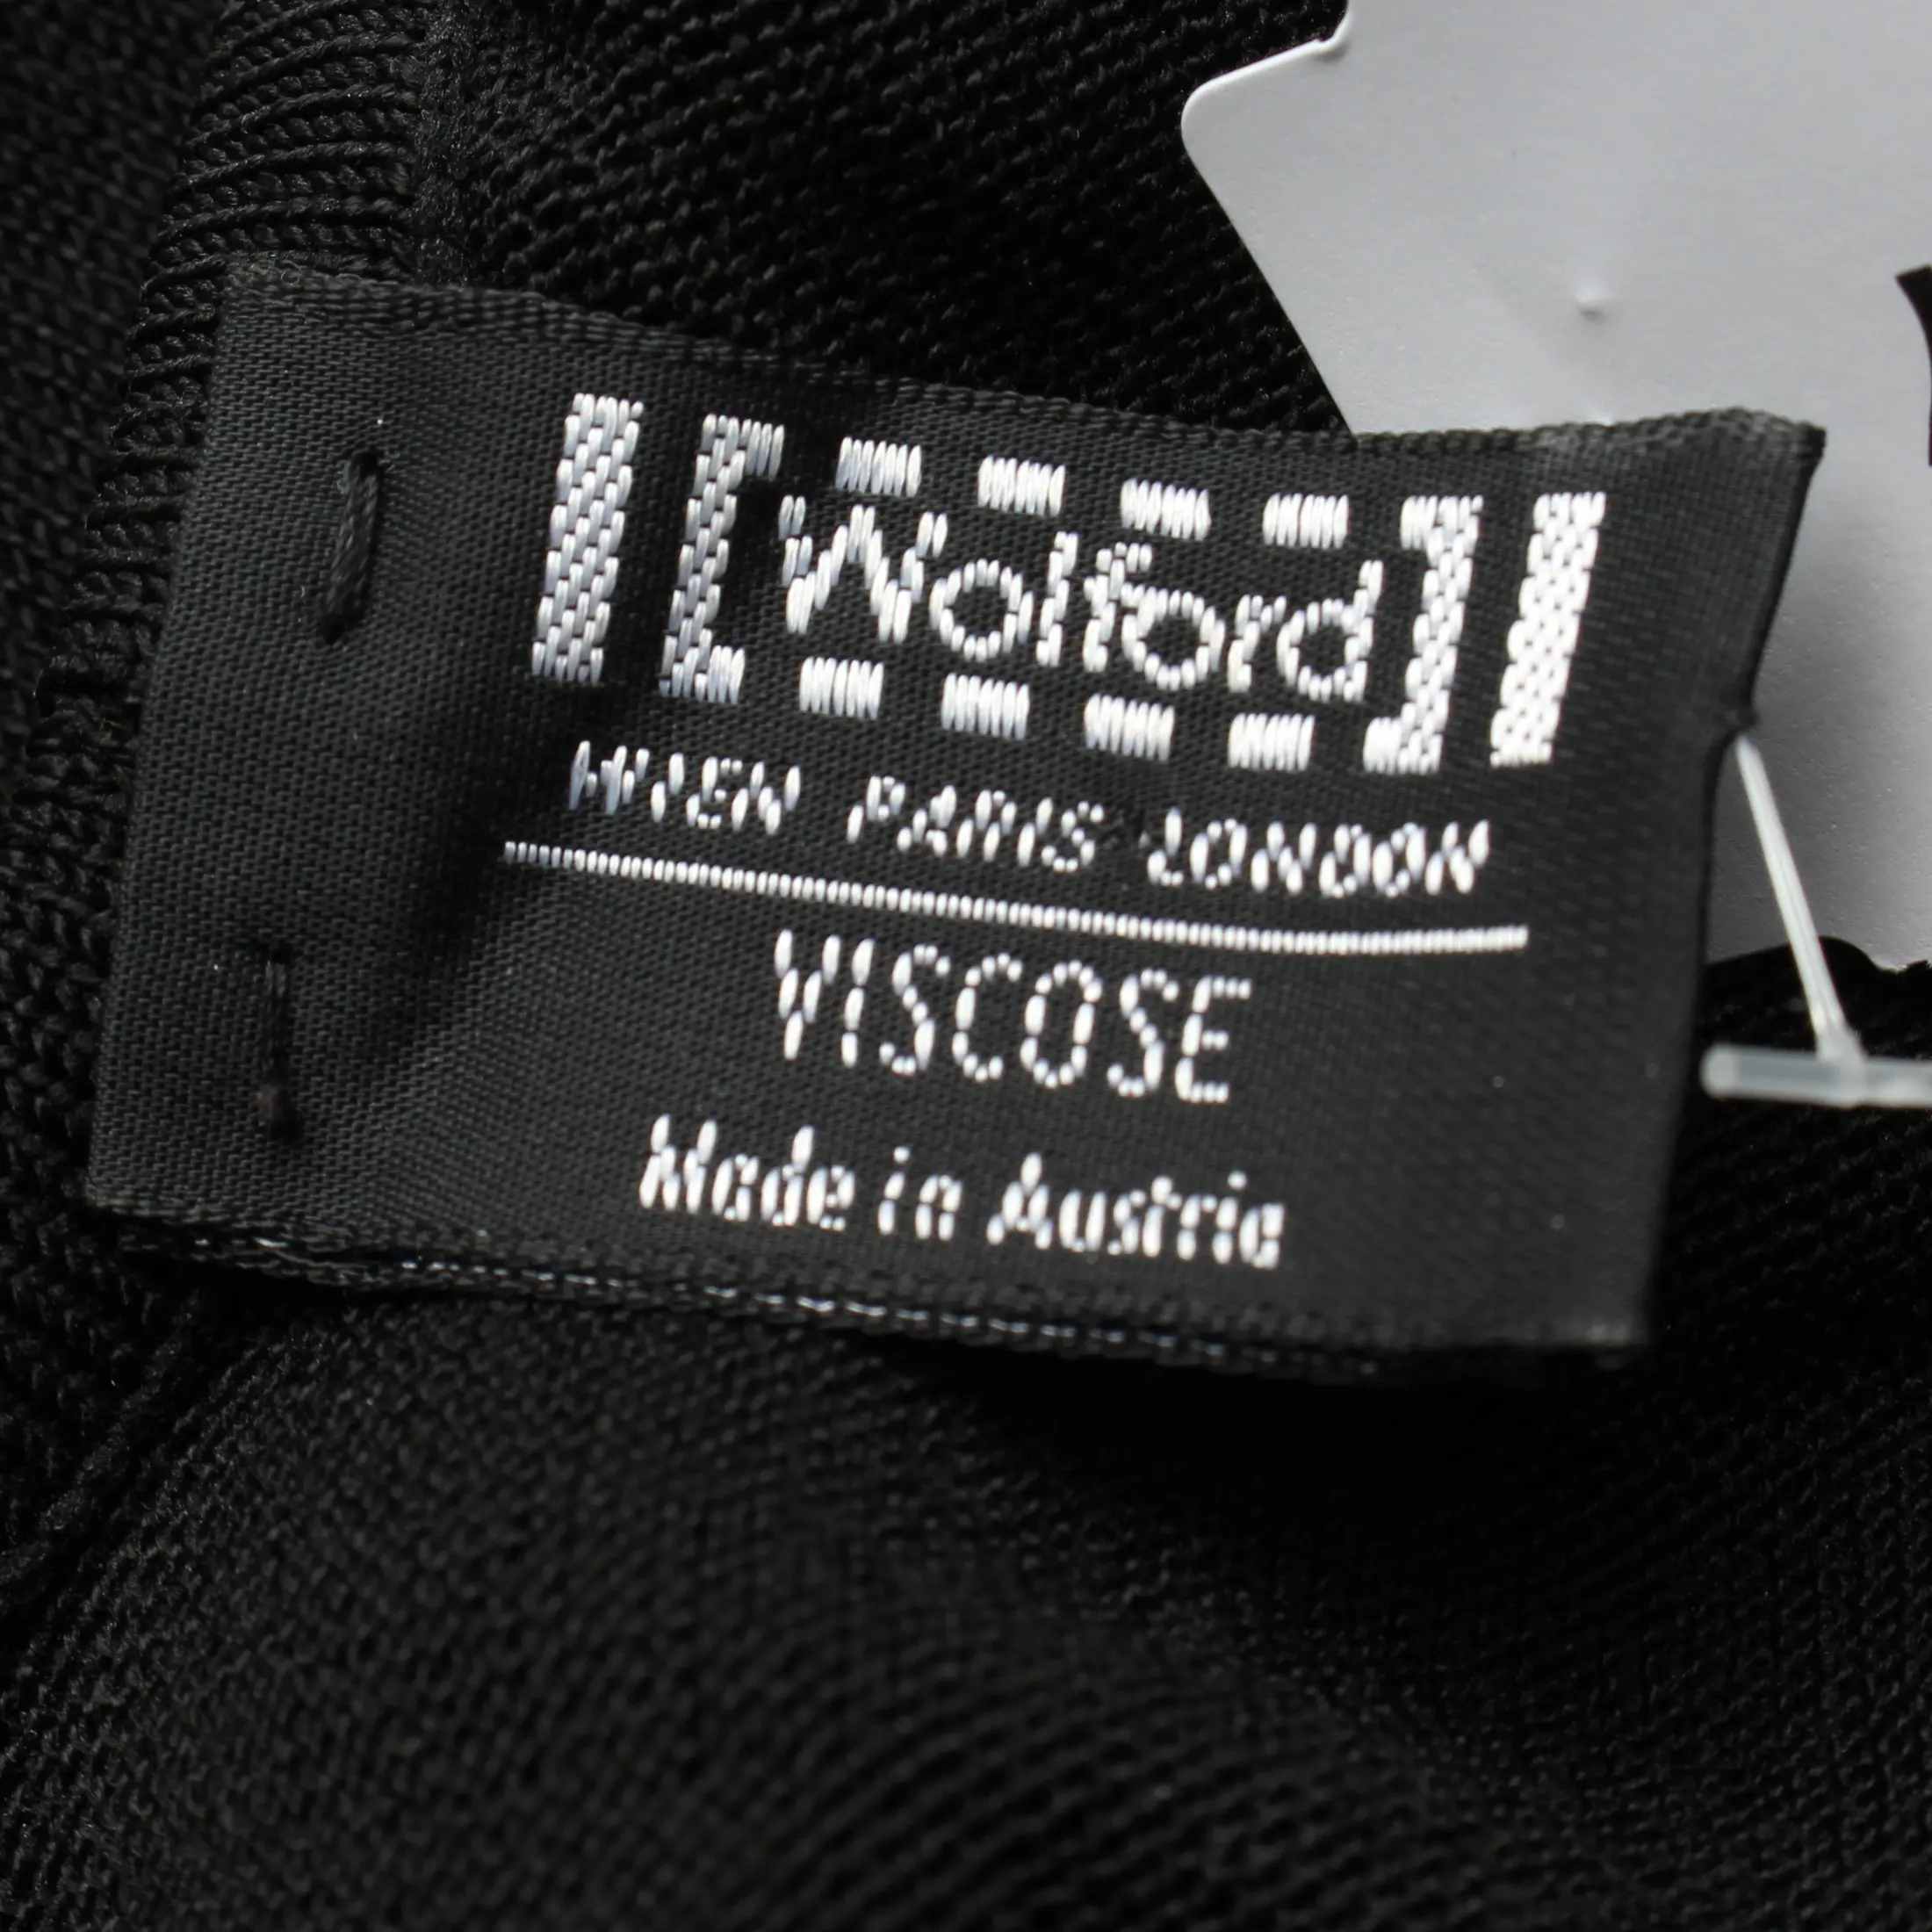 Wolford
WIEN PARIS LONDON
VISCOSE
Made in Austria